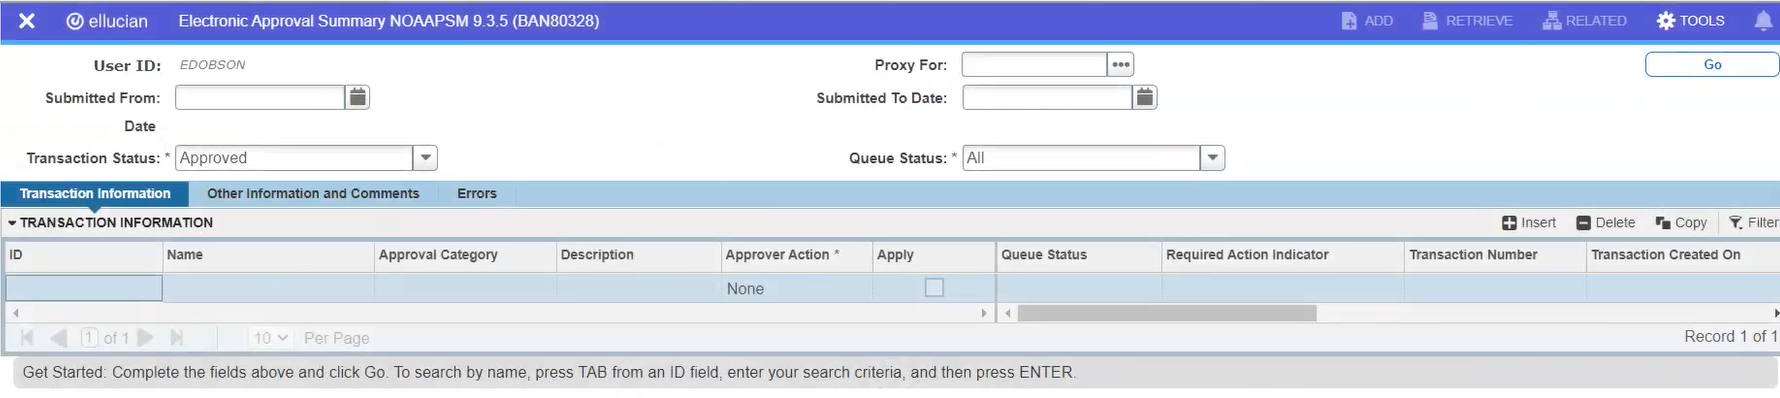 ellucian Electronic Approval Summary NOAAPSM 9.3.5 (BAN80328) ADD RETRIEVE RELATED TOOLS
User ID: EDOBSON Proxy For: Go
Submitted From: Submitted To Date:
Date
Transaction Status: * Approved Queue Status: * All
Transaction Information Other Information and Comments Errors
TRANSACTION INFORMATION Insert Delete Copy Filter
ID Name Approval Category Description Approver Action * Apply Queue Status Required Action Indicator Transaction Number Transaction Created On
None
1 of 1 10 Per Page Record 1 of 1
Get Started: Complete the fields above and click Go. To search by name, press TAB from an ID field, enter your search criteria, and then press ENTER.